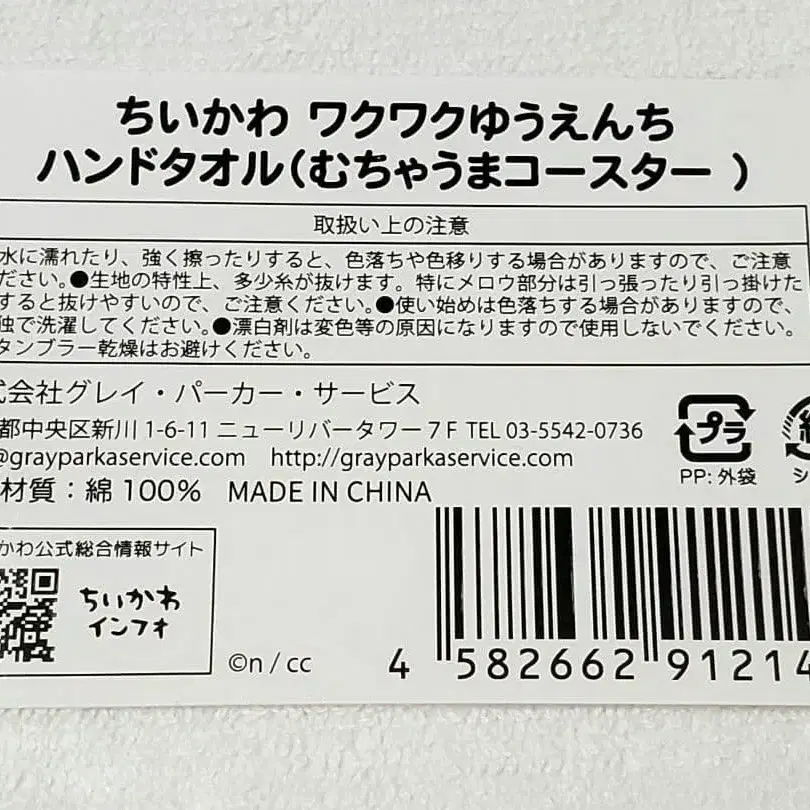 ちいかわ ワクワクゆうえんち
ハンドタオル(むちゃうまコースター )
取扱い上の注意
水に濡れたり、強く擦ったりすると、色落ちや色移りする場合がありますので、ご注意
ださい。●生地の特性上、多少糸が抜けます。特にメロウ部分は引っ張ったり引っ掛けた
すると抜けやすいので、ご注意ください。●使い始めは色落ちする場合がありますので、
独で洗濯してください。●漂白剤は変色等の原因になりますので使用しないでください。
タンブラー乾燥はお避けください。
式会社グレイ・パーカー・サービス
都中央区新川 1-6-11 ニューリバータワー 7F TEL 03-5542-0736
@grayparkaservice.com http://grayparkaservice.com
材質：綿 100% MADE IN CHINA
プラ
PP: 外袋
かわ公式総合情報サイト
ちいかわ
インフォ
©n / cc
4 582662 91214